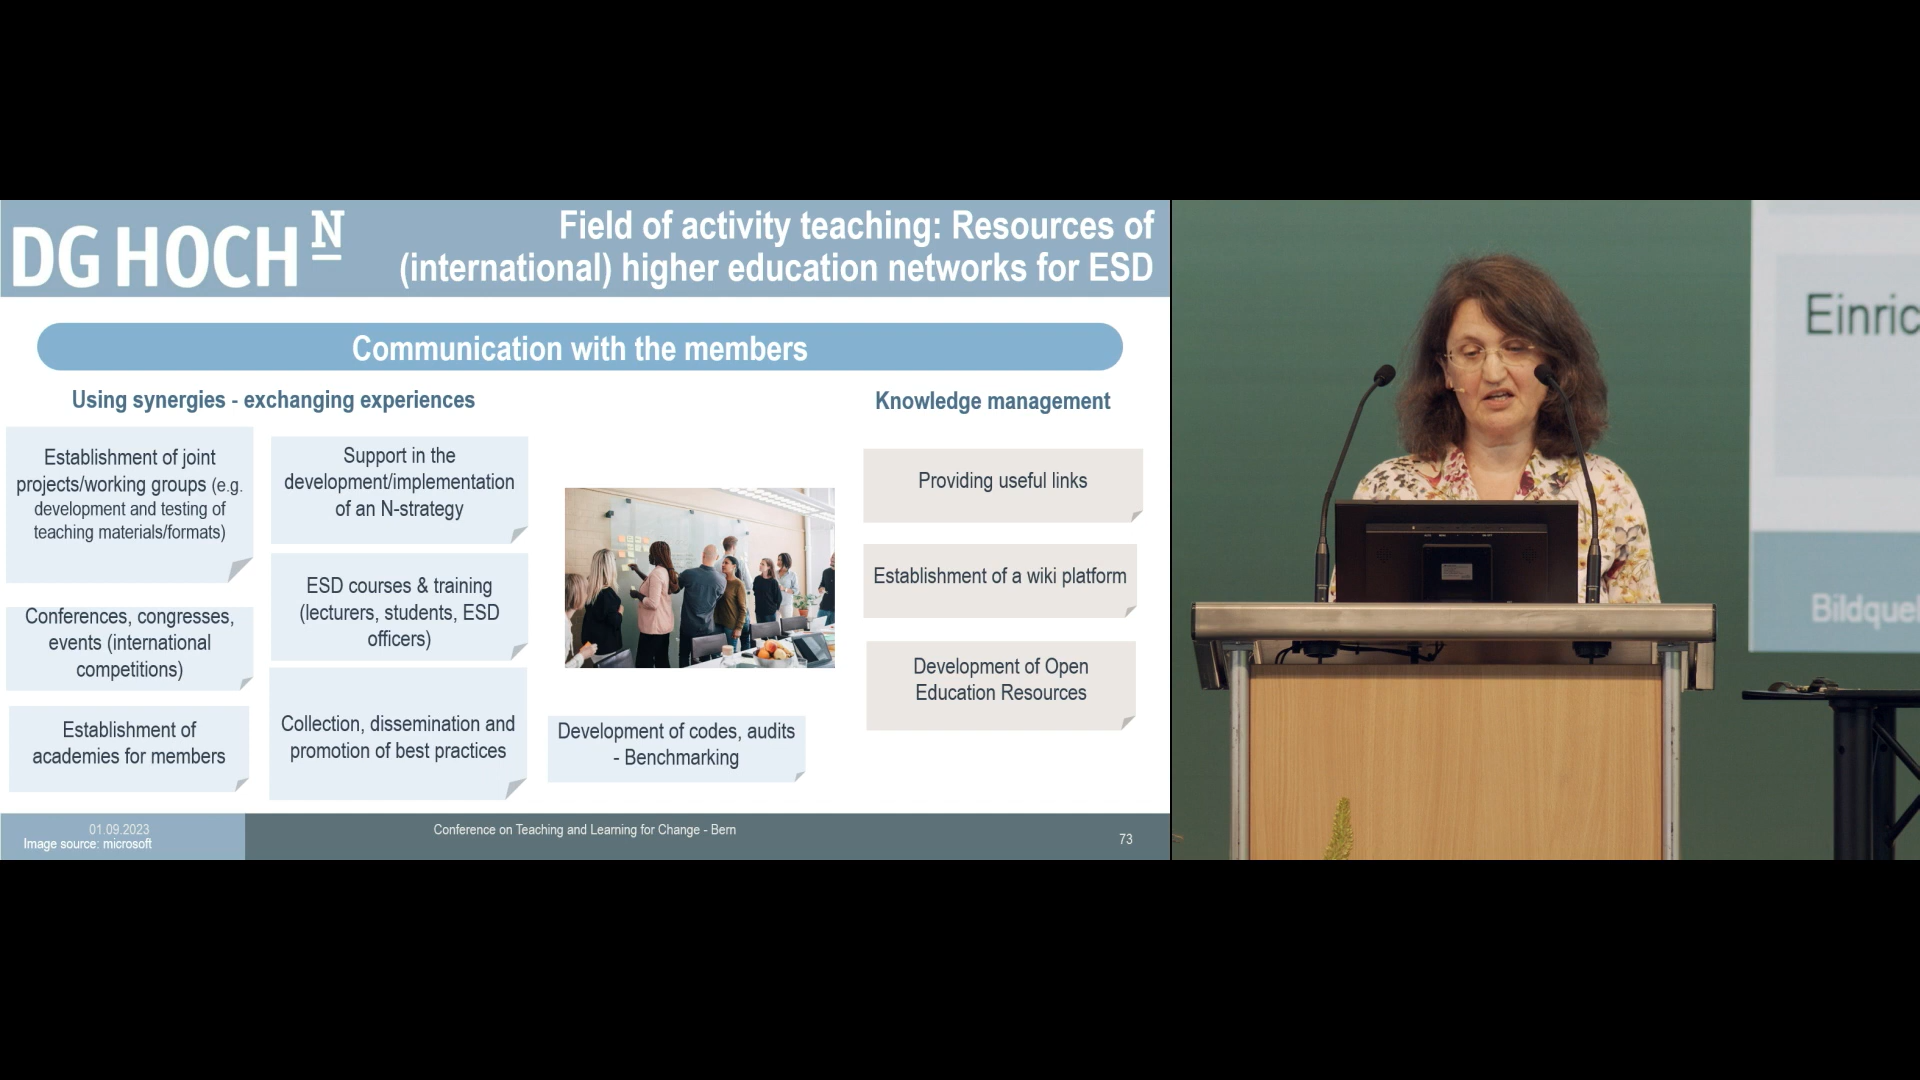 DG HOCH N
Field of activity teaching: Resources of
(international) higher education networks for ESD
Communication with the members
Using synergies - exchanging experiences
Establishment of joint
projects/working groups (e.g.
development and testing of
teaching materials/formats)
Conferences, congresses,
events (international
competitions)
Establishment of
academies for members
Support in the
development/implementation
of an N-strategy
ESD courses & training
(lecturers, students, ESD
officers)
Collection, dissemination and
promotion of best practices
Development of codes, audits
- Benchmarking
Knowledge management
Providing useful links
Establishment of a wiki platform
Development of Open
Education Resources
01.09.2023
Image source: microsoft
Conference on Teaching and Learning for Change - Bern
73
Einric
Bildquel